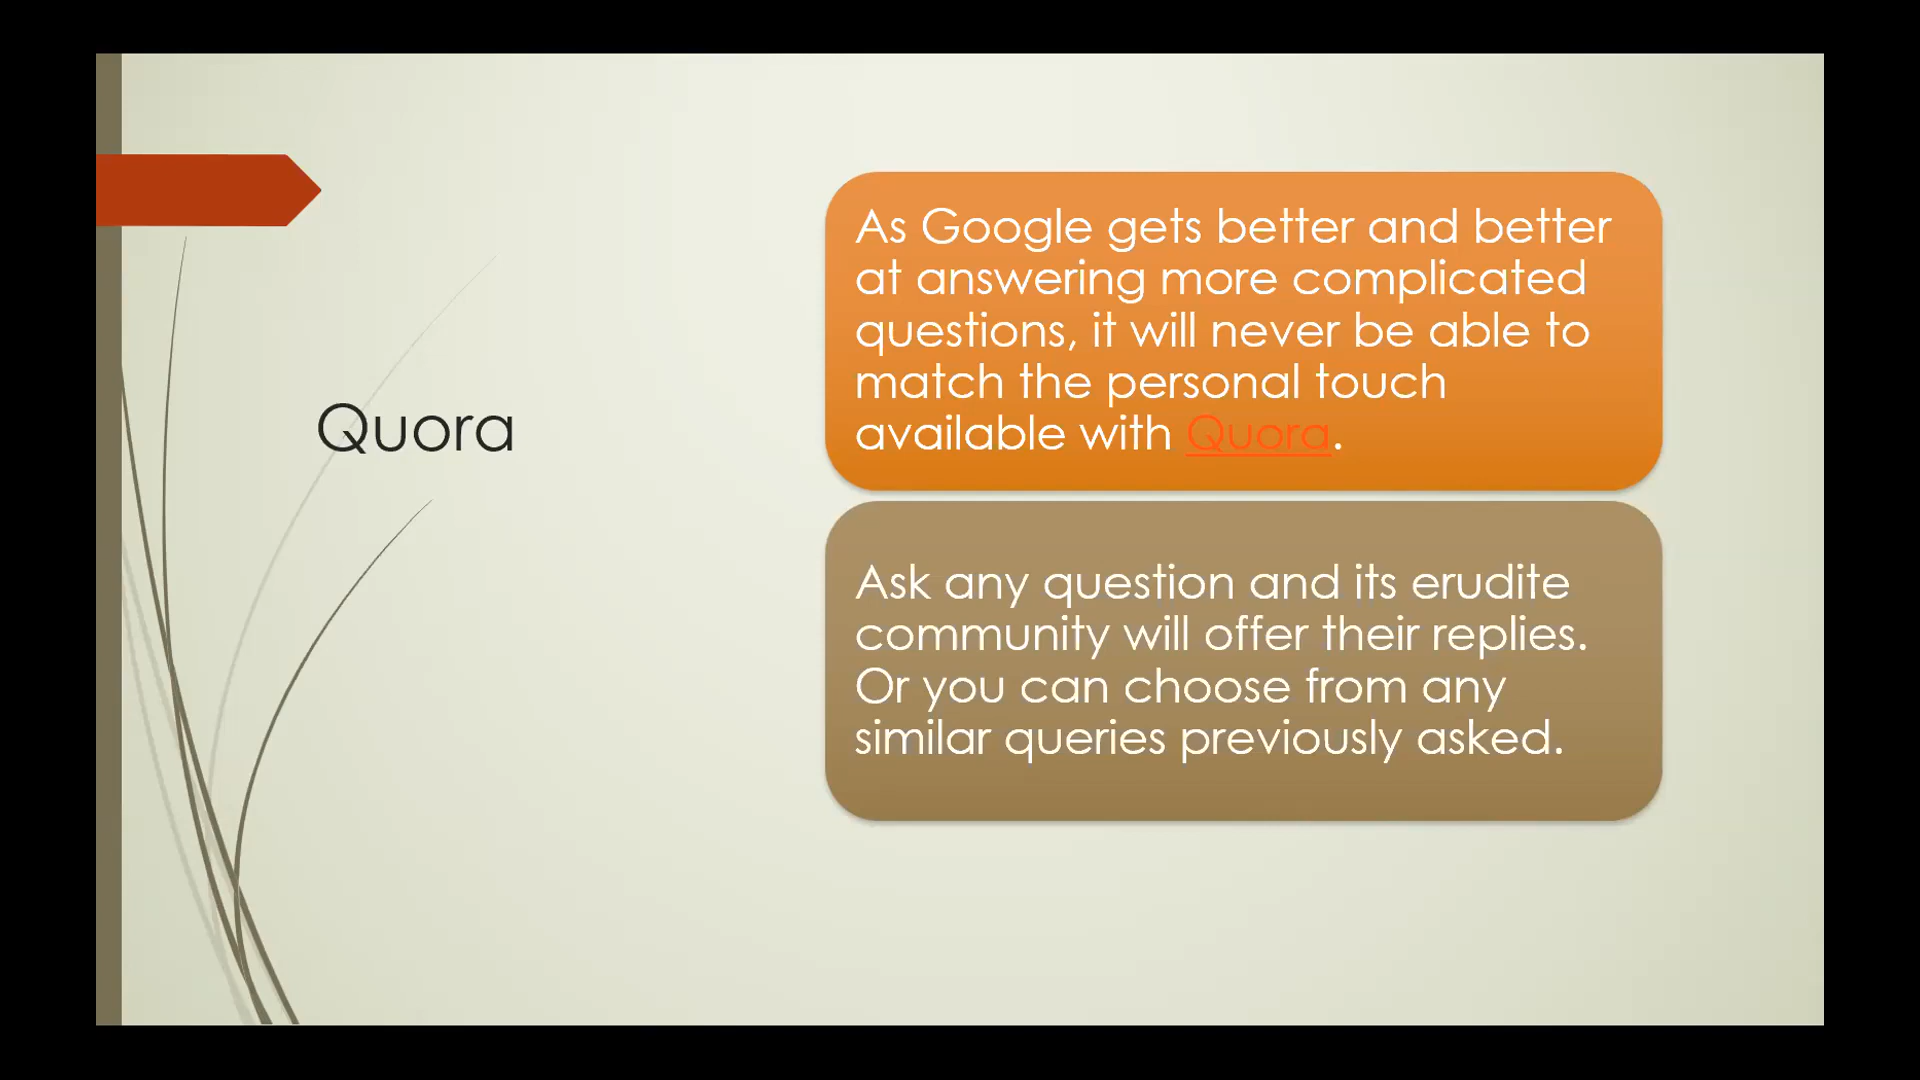 Quora
As Google gets better and better
at answering more complicated
questions, it will never be able to
match the personal touch
available with Quora.
Ask any question and its erudite
community will offer their replies.
Or you can choose from any
similar queries previously asked.